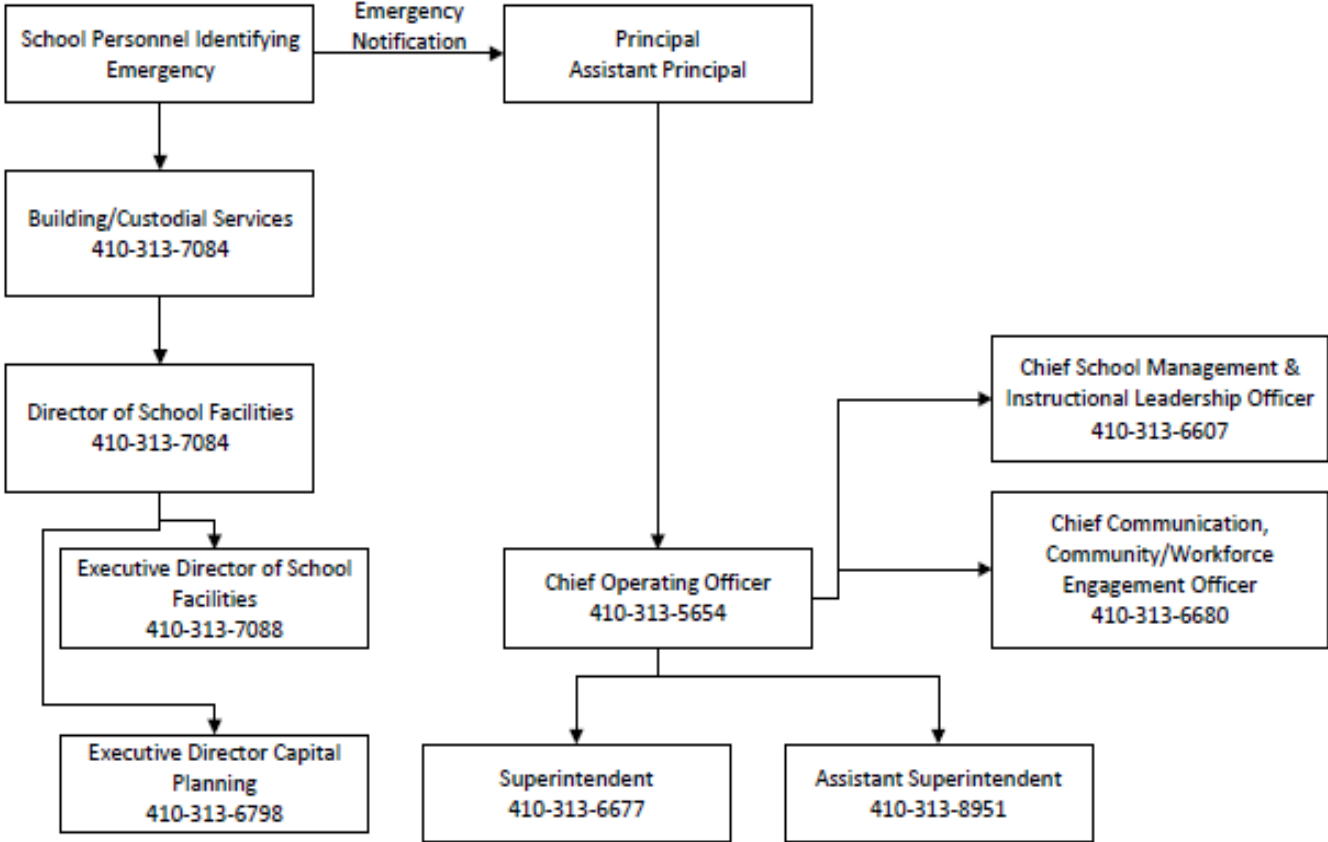 School Personnel Identifying
Emergency
Emergency
Notification
Principal
Assistant Principal
Building/Custodial Services
410-313-7084
Director of School Facilities
410-313-7084
Executive Director of School
Facilities
410-313-7088
Executive Director Capital
Planning
410-313-6798
Chief Operating Officer
410-313-5654
Chief School Management &
Instructional Leadership Officer
410-313-6607
Chief Communication,
Community/Workforce
Engagement Officer
410-313-6680
Superintendent
410-313-6677
Assistant Superintendent
410-313-8951